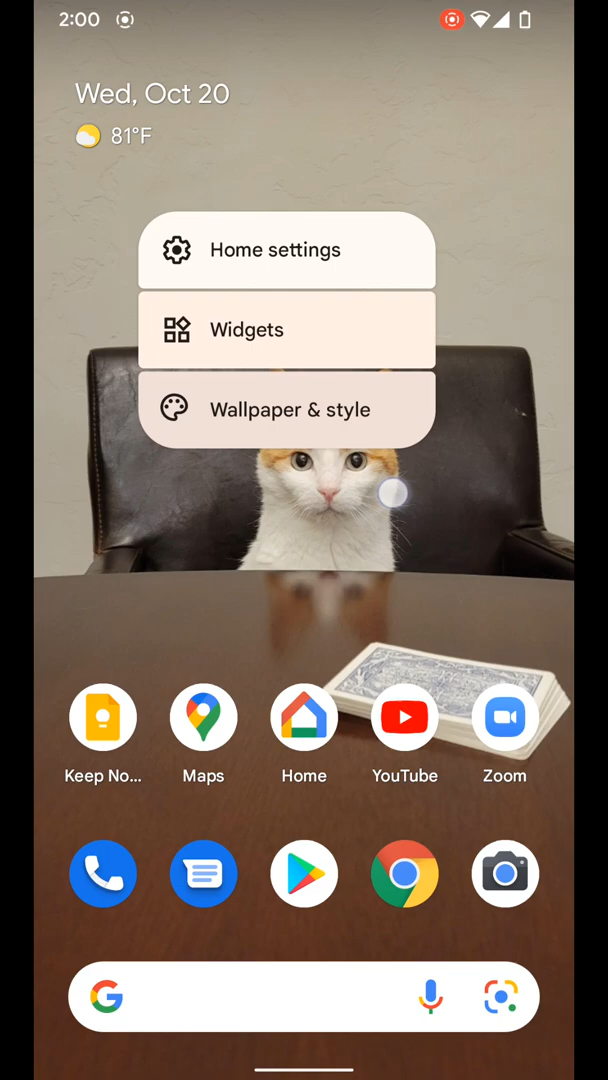 2:00
Wed, Oct 20
81°F
Home settings
Widgets
Wallpaper & style
Keep No...
Maps
Home
YouTube
Zoom